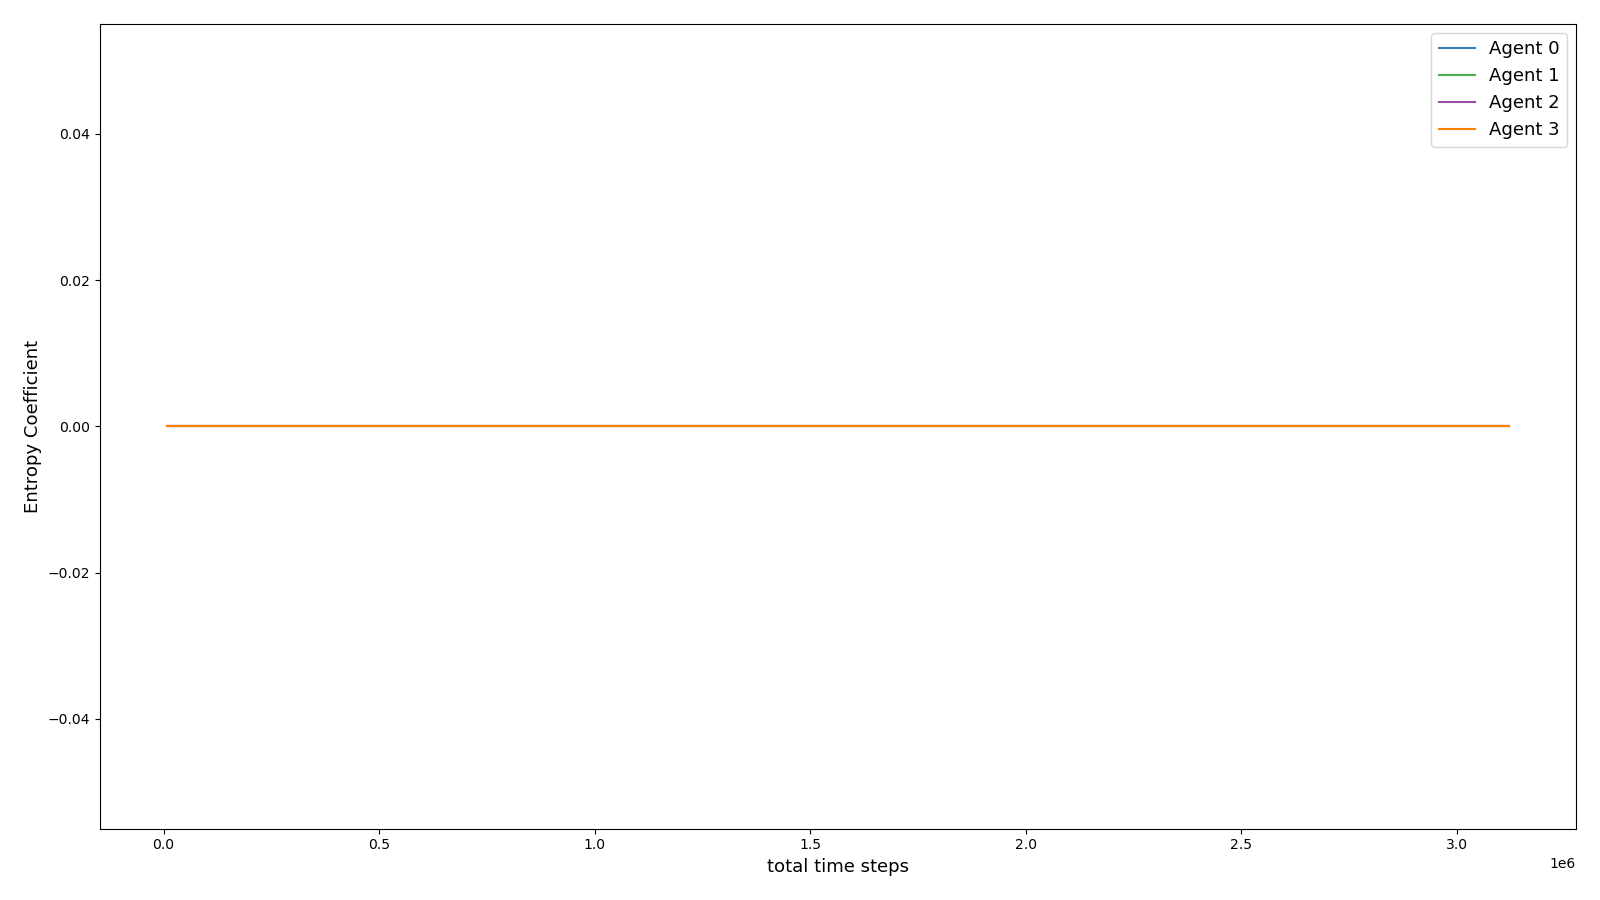 Agent 0
Agent 1
Agent 2
Agent 3
0.04
0.02
0.00
−0.02
−0.04
Entropy Coefficient
0.0 0.5 1.0 1.5 2.0 2.5 3.0
1e6
total time steps